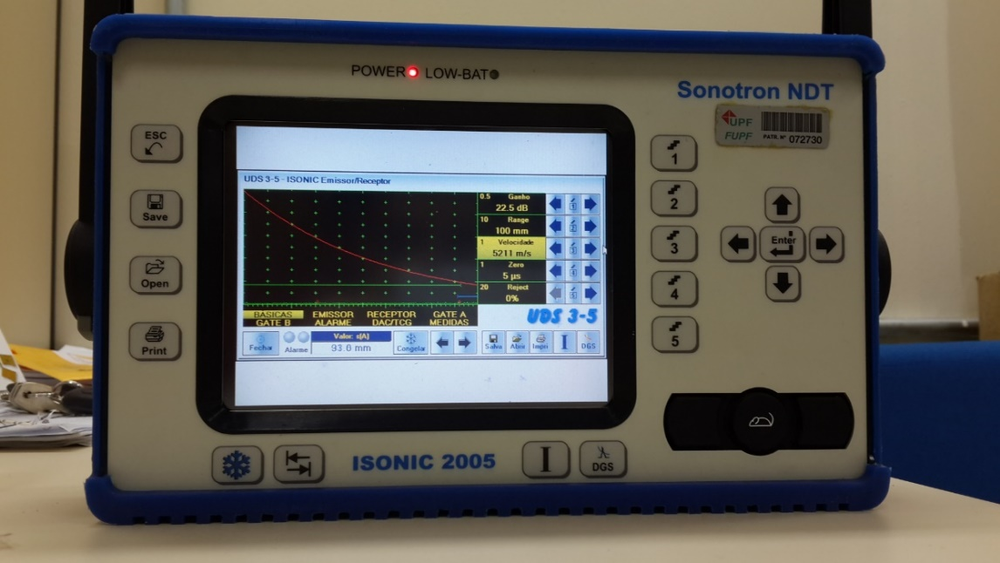 POWER LOW-BAT
Sonotron NDT
UPF
FUPF
PATR. Nº 072730
ESC
Save
Open
Print
UDS 3-5 - ISONIC Emissor/Receptor
0.5 Ganho
22.5 dB
10 Range
100 mm
1 Velocidade
5211 m/s
1 Zero
5 µs
20 Reject
0%
BASICAS EMISSOR RECEPTOR GATE A
GATE B ALARME DAC/TCG MEDIDAS
UDS 3-5
Fechar
Alarme
Valor: s[A]
93.0 mm
Congelar
Salva
Abrir
Impri
DGS
1
2
3
4
5
Enter
ISONIC 2005
DGS